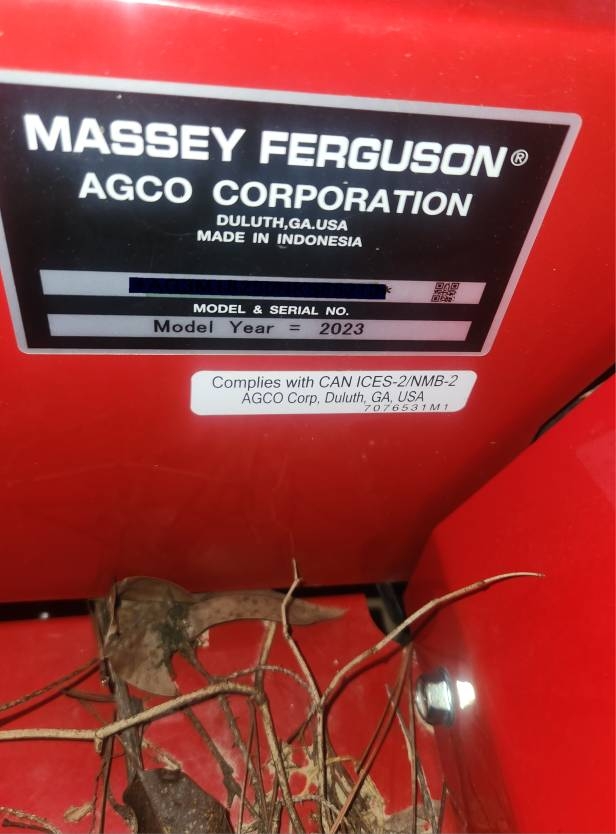 MASSEY FERGUSON®
AGCO CORPORATION
DULUTH,GA.USA
MADE IN INDONESIA
MODEL & SERIAL NO.
Model Year = 2023
Complies with CAN ICES-2/NMB-2
AGCO Corp, Duluth, GA, USA
7076531M1